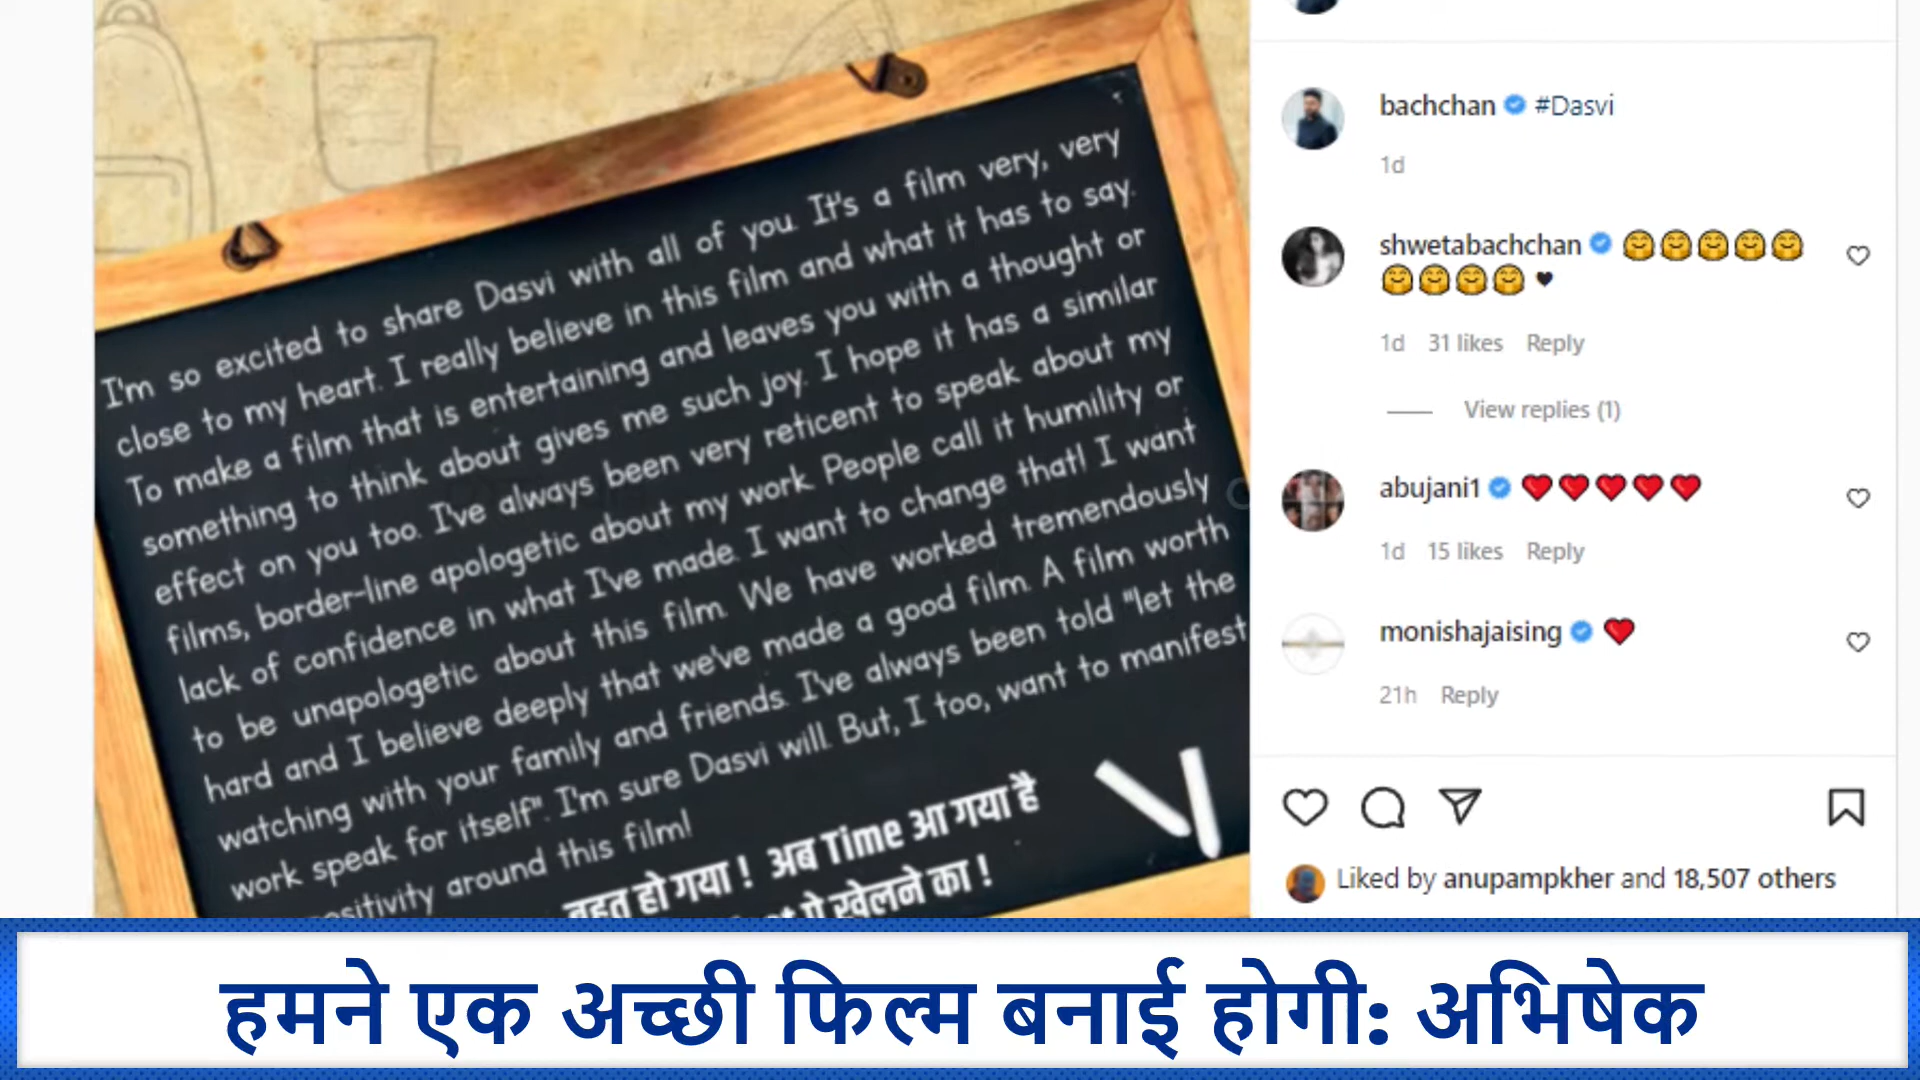 I'm so excited to share Dasvi with all of you. It's a film very, very
close to my heart. I really believe in this film and what it has to say.
To make a film that is entertaining and leaves you with a thought or
something to think about gives me such joy. I hope it has a similar
effect on you too. I've always been very reticent to speak about my
films, border-line apologetic about my work. People call it humility or
lack of confidence in what I've made. I want to change that! I want
to be unapologetic about this film. We have worked tremendously
hard and I believe deeply that we've made a good film. A film worth
watching with your family and friends. I've always been told "let the
work speak for itself". I'm sure Dasvi will. But, I too, want to manifest
sitivity around this film!
बहुत हो गया ! अब Time आ गया है
पे खेलने का !
bachchan #Dasvi
1d
shwetabachchan 🤗🤗🤗🤗🤗
🤗🤗🤗🤗 🖤
1d 31 likes Reply
View replies (1)
abujani1 ❤️❤️❤️❤️❤️
1d 15 likes Reply
monishajaising ❤️
21h Reply
Liked by anupampkher and 18,507 others
हमने एक अच्छी फिल्म बनाई होगी: अभिषेक